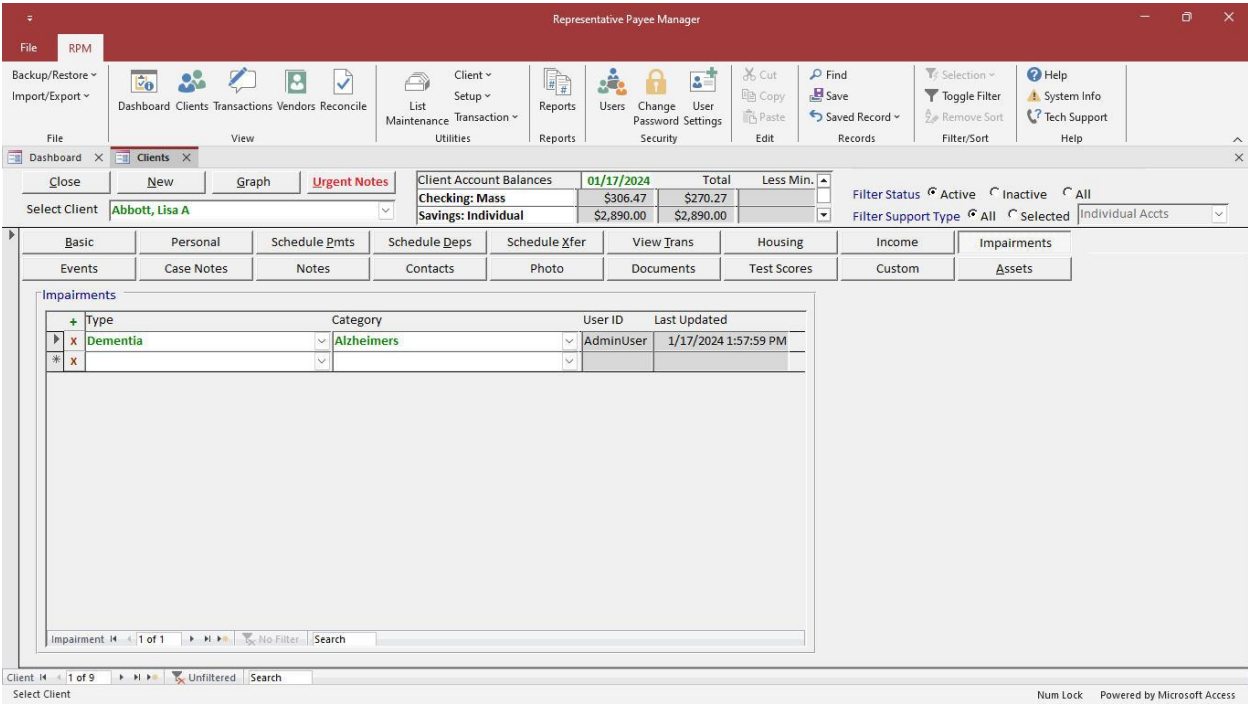 Representative Payee Manager
File RPM
Backup/Restore
Import/Export
File
Dashboard Clients Transactions Vendors Reconcile
View
List Maintenance
Client
Setup
Transaction
Utilities
Reports
Reports
Users Change Password User Settings
Security
Cut
Copy
Paste
Edit
Find
Save
Saved Record
Records
Selection
Toggle Filter
Remove Sort
Filter/Sort
Help
System Info
Tech Support
Help
Dashboard X Clients X
Close New Graph Urgent Notes
Select Client Abbott, Lisa A
Client Account Balances 01/17/2024 Total Less Min.
Checking: Mass $306.47 $270.27
Savings: Individual $2,890.00 $2,890.00
Filter Status Active Inactive All
Filter Support Type All Selected Individual Accts
Basic Personal Schedule Pmts Schedule Deps Schedule Xfer View Trans Housing Income Impairments
Events Case Notes Notes Contacts Photo Documents Test Scores Custom Assets
Impairments
+ Type Category User ID Last Updated
x Dementia Alzheimers AdminUser 1/17/2024 1:57:59 PM
* x
Impairment 1 of 1 No Filter Search
Client 1 of 9 Unfiltered Search
Select Client Num Lock Powered by Microsoft Access